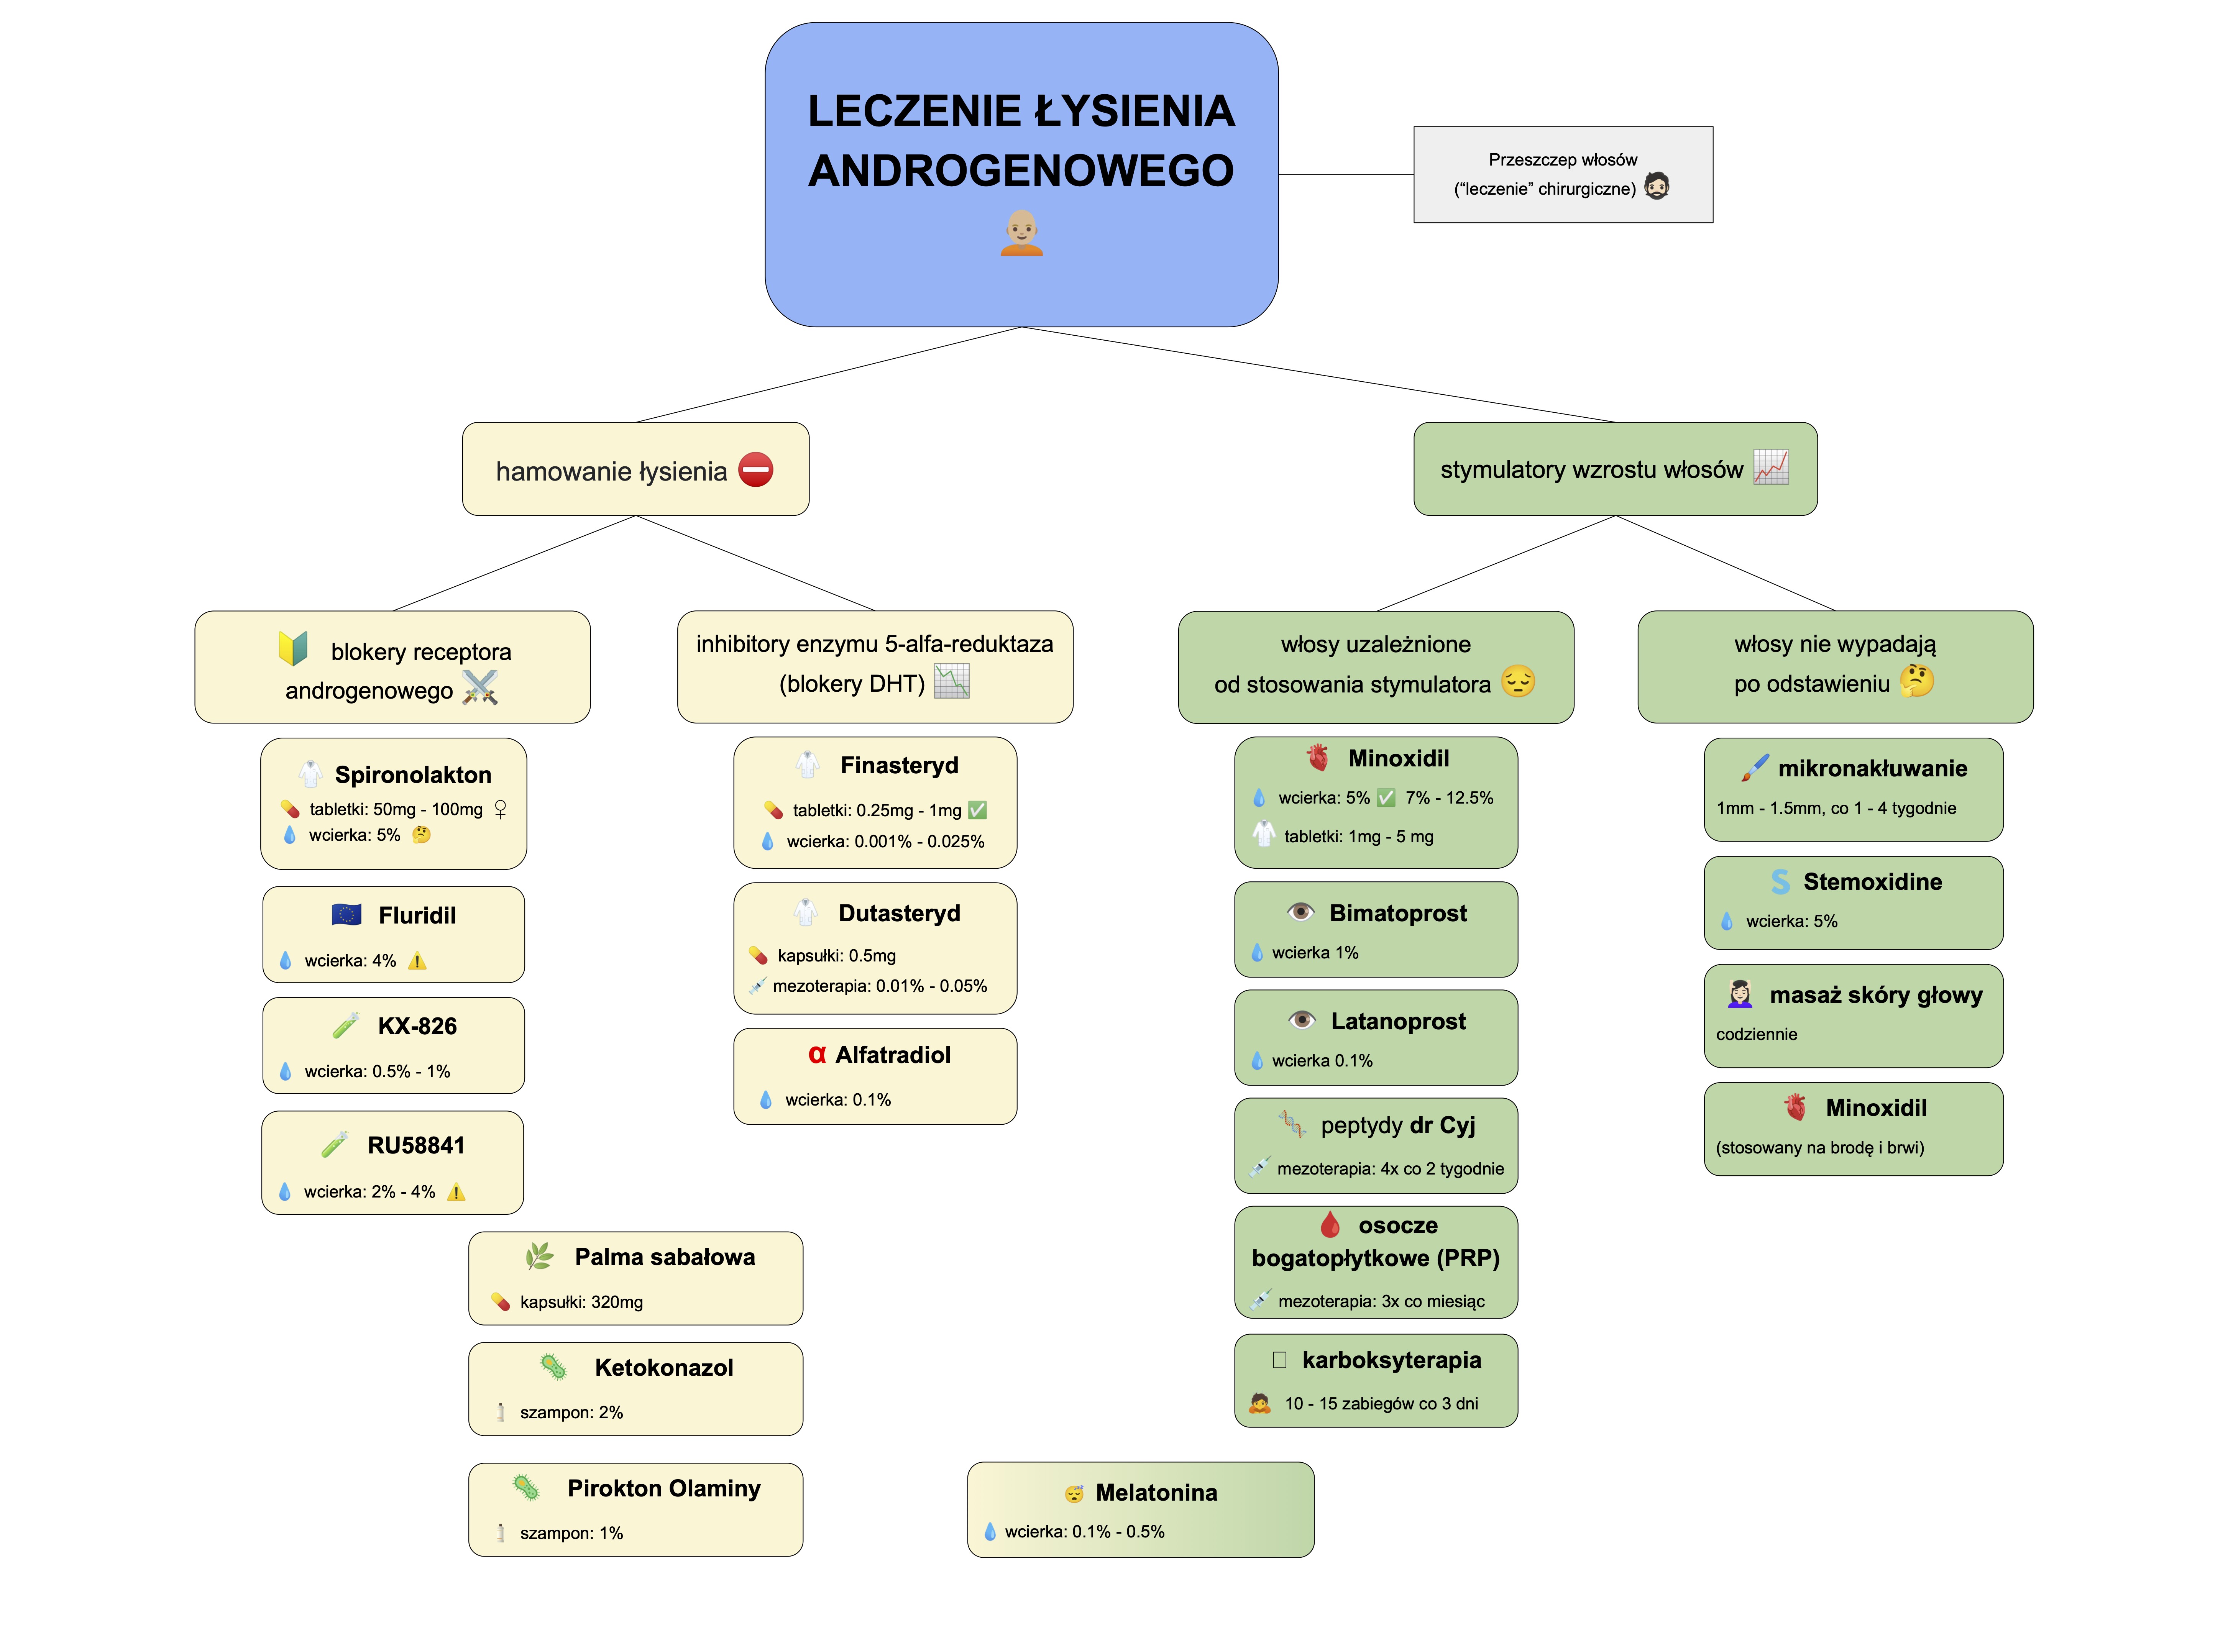 LECZENIE ŁYSIENIA
ANDROGENOWEGO
Przeszczep włosów
(“leczenie” chirurgiczne)
hamowanie łysienia
stymulatory wzrostu włosów
blokery receptora
androgenowego
inhibitory enzymu 5-alfa-reduktaza
(blokery DHT)
włosy uzależnione
od stosowania stymulatora
włosy nie wypadają
po odstawieniu
Spironolakton
tabletki: 50mg - 100mg ♀
wcierka: 5%
Fluridil
wcierka: 4%
KX-826
wcierka: 0.5% - 1%
RU58841
wcierka: 2% - 4%
Finasteryd
tabletki: 0.25mg - 1mg
wcierka: 0.001% - 0.025%
Dutasteryd
kapsułki: 0.5mg
mezoterapia: 0.01% - 0.05%
α Alfatradiol
wcierka: 0.1%
Palma sabałowa
kapsułki: 320mg
Ketokonazol
szampon: 2%
Pirokton Olaminy
szampon: 1%
Minoxidil
wcierka: 5% 7% - 12.5%
tabletki: 1mg - 5 mg
Bimatoprost
wcierka 1%
Latanoprost
wcierka 0.1%
peptydy dr Cyj
mezoterapia: 4x co 2 tygodnie
osocze
bogatopłytkowe (PRP)
mezoterapia: 3x co miesiąc
karboksyterapia
10 - 15 zabiegów co 3 dni
mikronakłuwanie
1mm - 1.5mm, co 1 - 4 tygodnie
S Stemoxidine
wcierka: 5%
masaż skóry głowy
codziennie
Minoxidil
(stosowany na brodę i brwi)
Melatonina
wcierka: 0.1% - 0.5%